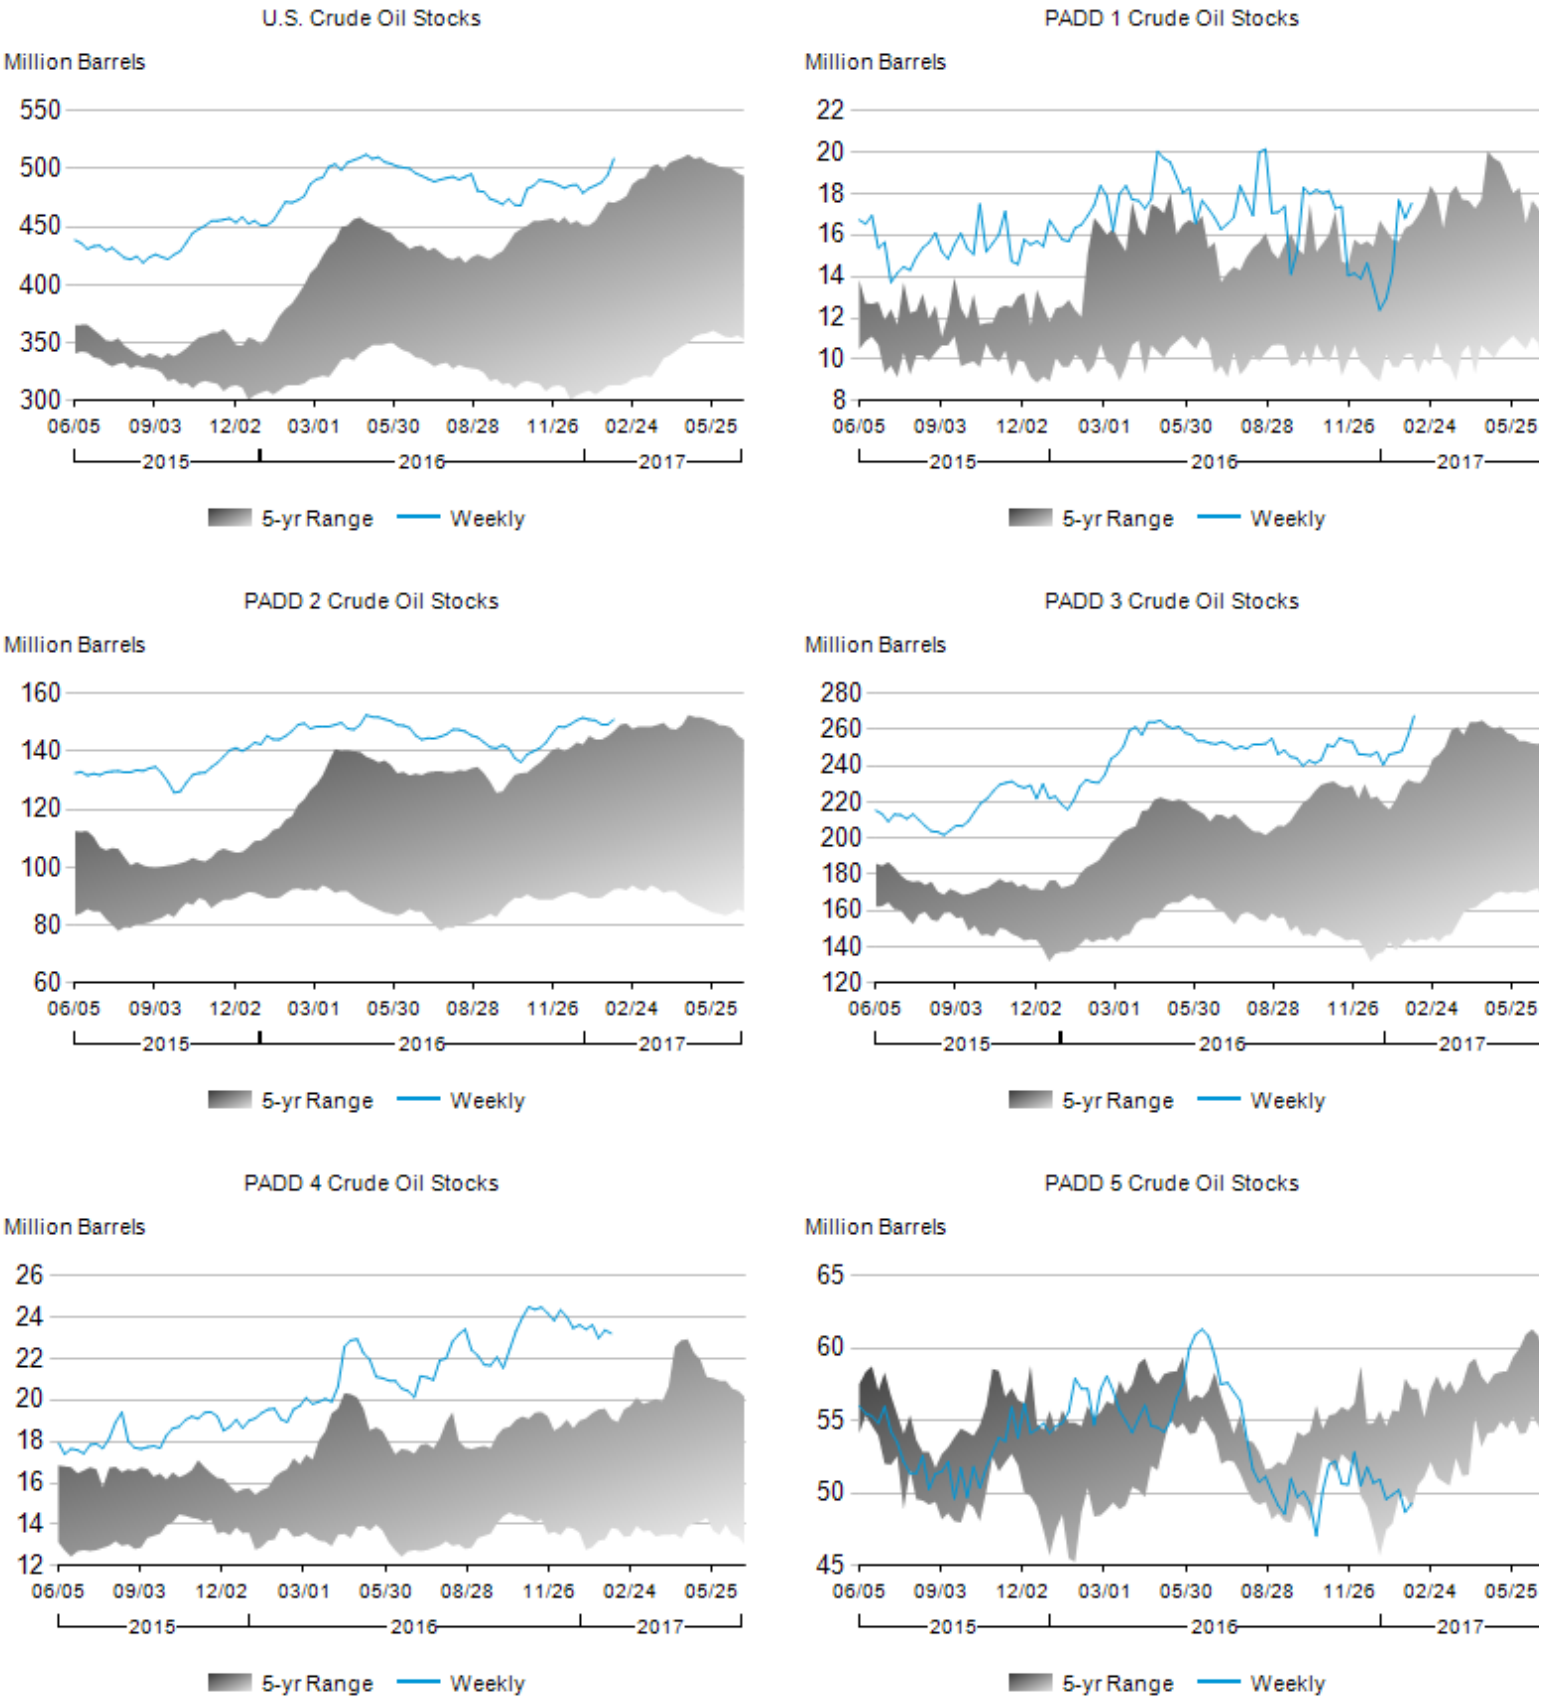 U.S. Crude Oil Stocks
Million Barrels
550
500
450
400
350
300
06/05 09/03 12/02 03/01 05/30 08/28 11/26 02/24 05/25
2015 2016 2017
5-yr Range Weekly
PADD 1 Crude Oil Stocks
Million Barrels
22
20
18
16
14
12
10
8
06/05 09/03 12/02 03/01 05/30 08/28 11/26 02/24 05/25
2015 2016 2017
5-yr Range Weekly
PADD 2 Crude Oil Stocks
Million Barrels
160
140
120
100
80
60
06/05 09/03 12/02 03/01 05/30 08/28 11/26 02/24 05/25
2015 2016 2017
5-yr Range Weekly
PADD 3 Crude Oil Stocks
Million Barrels
280
260
240
220
200
180
160
140
120
06/05 09/03 12/02 03/01 05/30 08/28 11/26 02/24 05/25
2015 2016 2017
5-yr Range Weekly
PADD 4 Crude Oil Stocks
Million Barrels
26
24
22
20
18
16
14
12
06/05 09/03 12/02 03/01 05/30 08/28 11/26 02/24 05/25
2015 2016 2017
5-yr Range Weekly
PADD 5 Crude Oil Stocks
Million Barrels
65
60
55
50
45
06/05 09/03 12/02 03/01 05/30 08/28 11/26 02/24 05/25
2015 2016 2017
5-yr Range Weekly